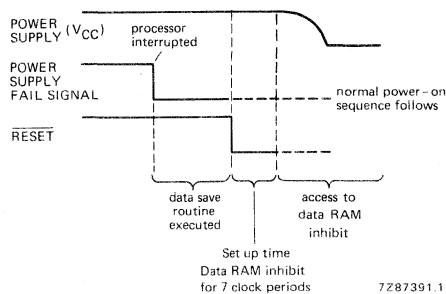 POWER
SUPPLY (VCC)
processor
interrupted
POWER
SUPPLY
FAIL SIGNAL
normal power-on
sequence follows
RESET
data save
routine
executed
access to
data RAM
inhibit
Set up time
Data RAM inhibit
for 7 clock periods
7Z87391.1